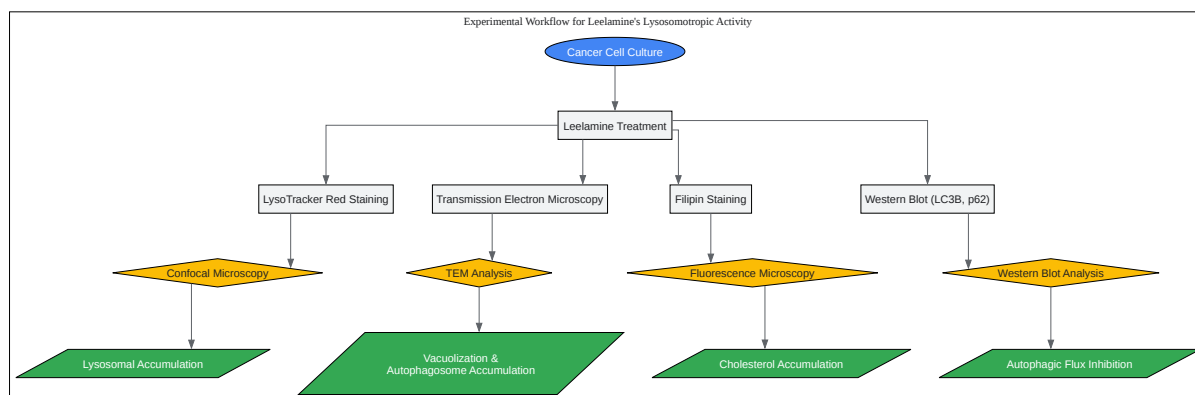 Experimental Workflow for Leelamine's Lysosomotropic Activity
Cancer Cell Culture
Leelamine Treatment
LysoTracker Red Staining
Transmission Electron Microscopy
Filipin Staining
Western Blot (LC3B, p62)
Confocal Microscopy
TEM Analysis
Fluorescence Microscopy
Western Blot Analysis
Lysosomal Accumulation
Vacuolization &
Autophagosome Accumulation
Cholesterol Accumulation
Autophagic Flux Inhibition